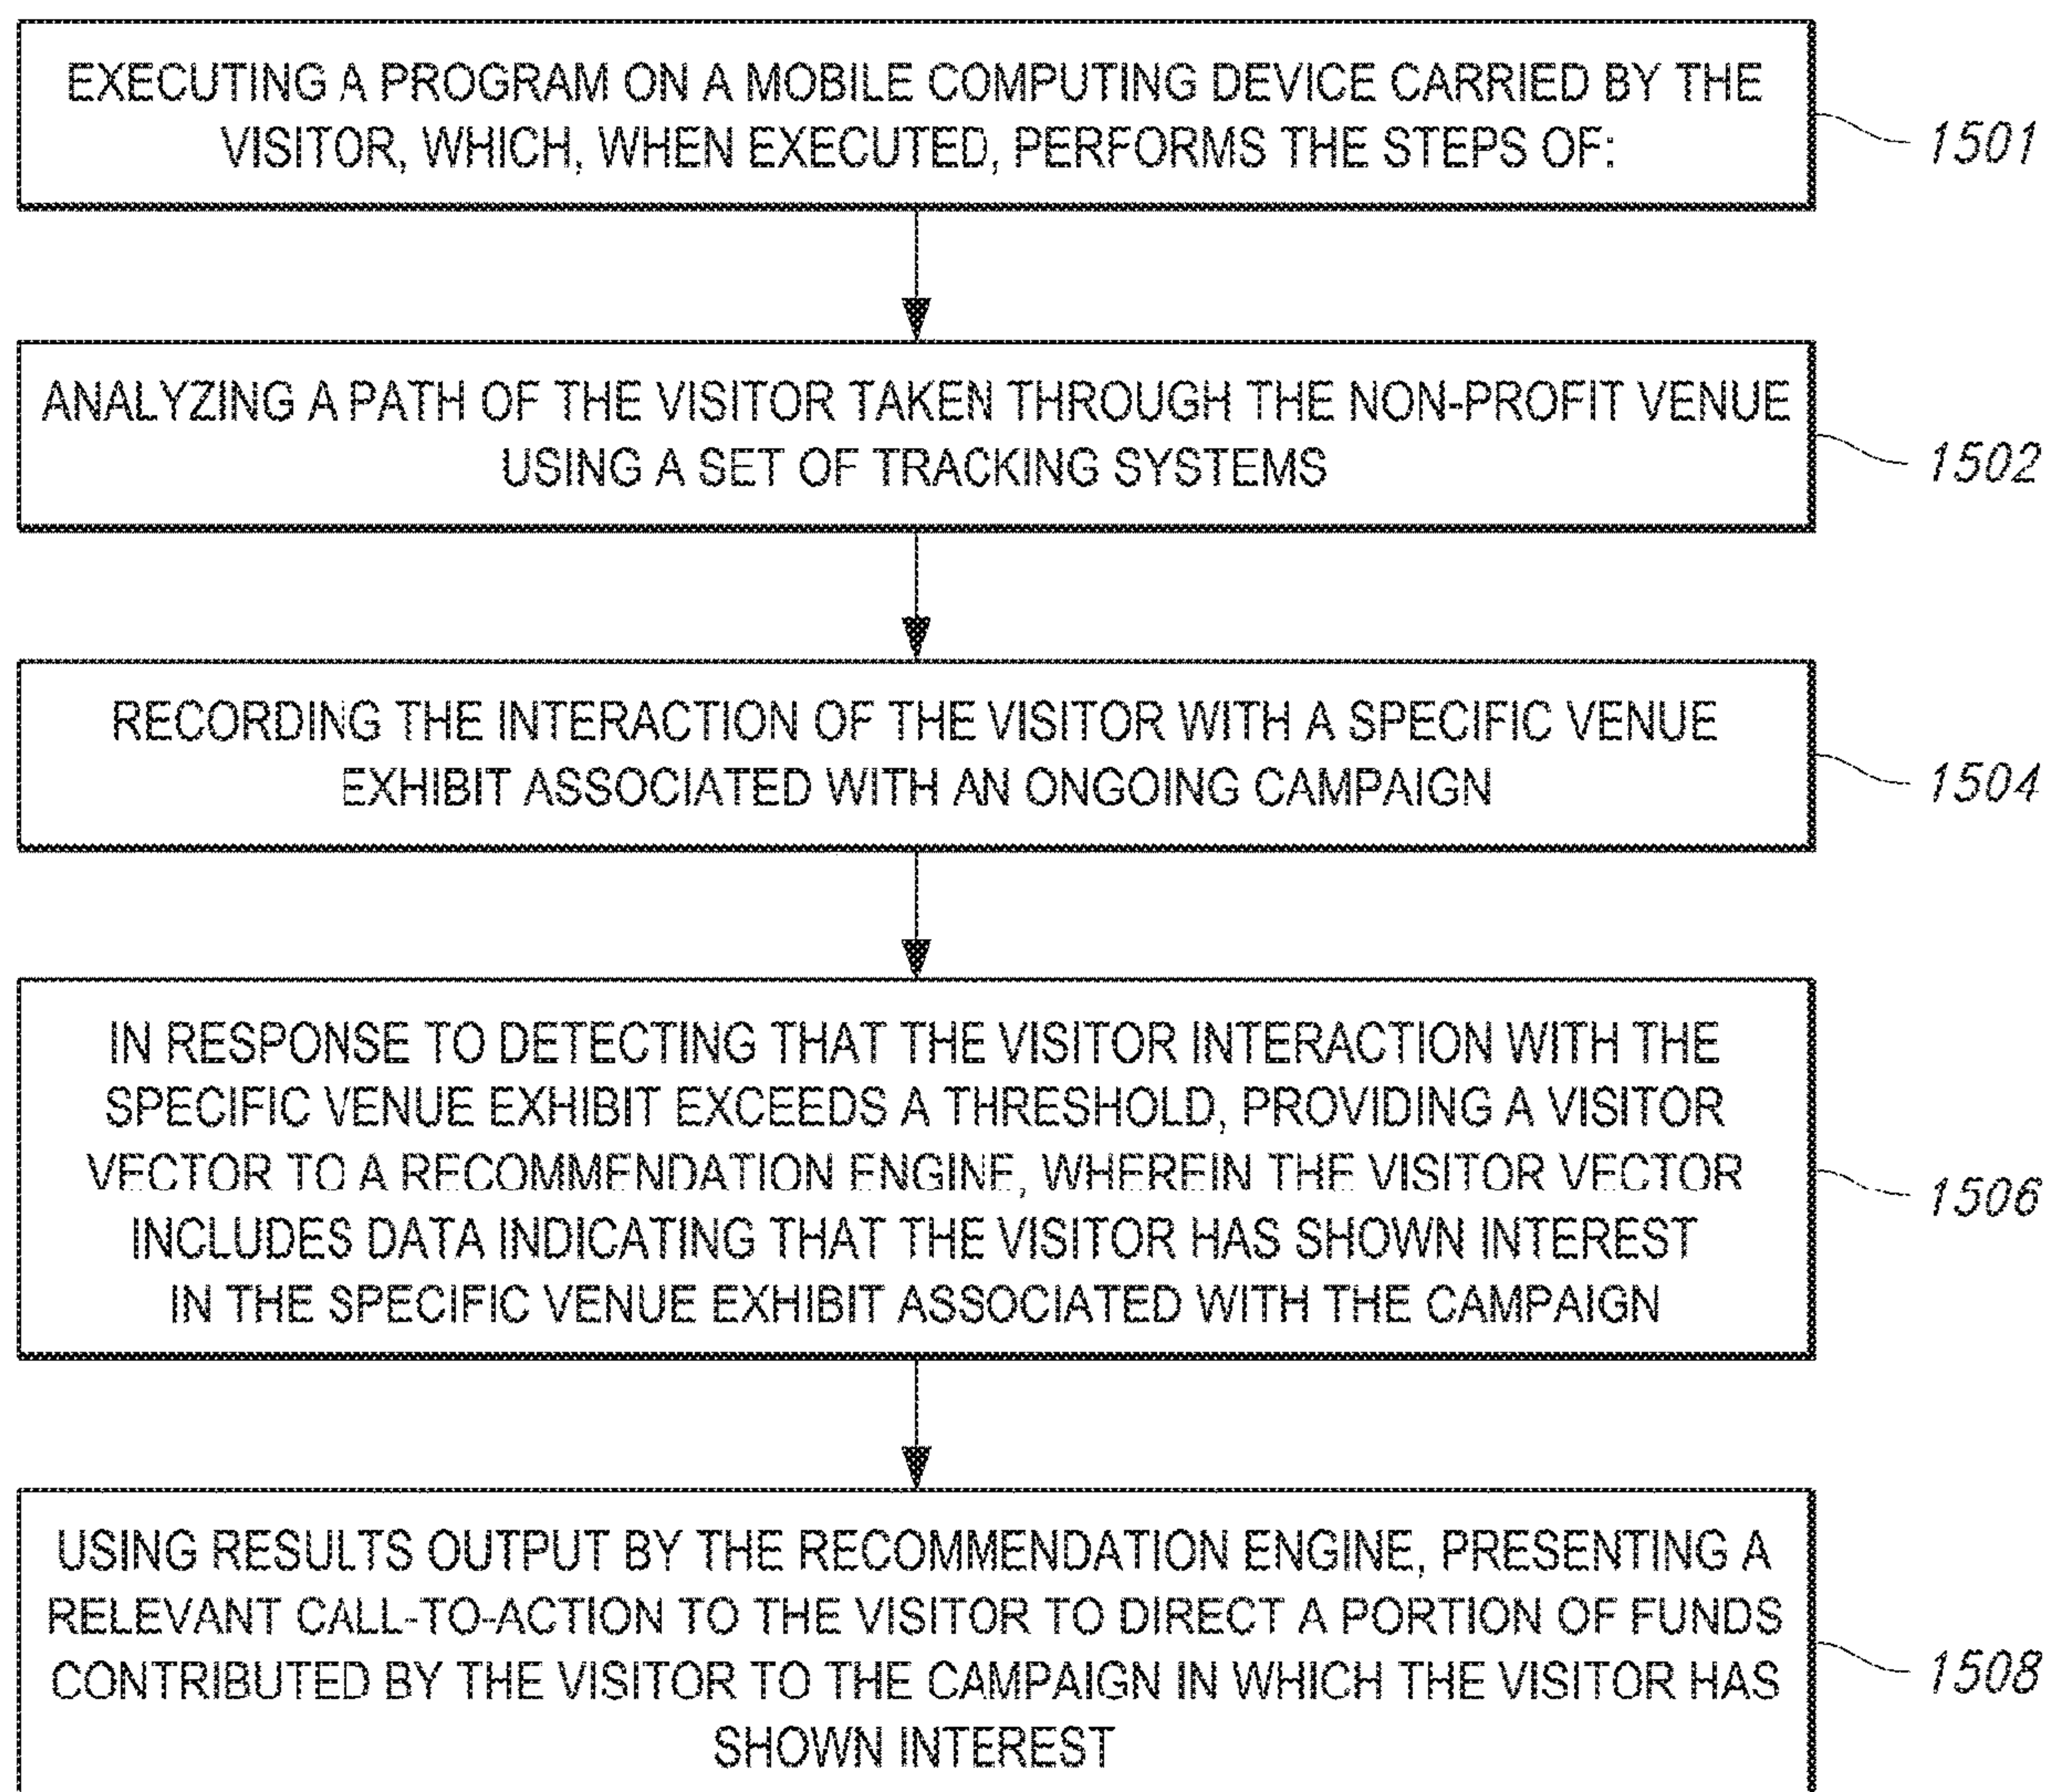 EXECUTING A PROGRAM ON A MOBILE COMPUTING DEVICE CARRIED BY THE
VISITOR, WHICH, WHEN EXECUTED, PERFORMS THE STEPS OF:
1501
ANALYZING A PATH OF THE VISITOR TAKEN THROUGH THE NON-PROFIT VENUE
USING A SET OF TRACKING SYSTEMS
1502
RECORDING THE INTERACTION OF THE VISITOR WITH A SPECIFIC VENUE
EXHIBIT ASSOCIATED WITH AN ONGOING CAMPAIGN
1504
IN RESPONSE TO DETECTING THAT THE VISITOR INTERACTION WITH THE
SPECIFIC VENUE EXHIBIT EXCEEDS A THRESHOLD, PROVIDING A VISITOR
VECTOR TO A RECOMMENDATION ENGINE, WHEREIN THE VISITOR VECTOR
INCLUDES DATA INDICATING THAT THE VISITOR HAS SHOWN INTEREST
IN THE SPECIFIC VENUE EXHIBIT ASSOCIATED WITH THE CAMPAIGN
1506
USING RESULTS OUTPUT BY THE RECOMMENDATION ENGINE, PRESENTING A
RELEVANT CALL-TO-ACTION TO THE VISITOR TO DIRECT A PORTION OF FUNDS
CONTRIBUTED BY THE VISITOR TO THE CAMPAIGN IN WHICH THE VISITOR HAS
SHOWN INTEREST
1508